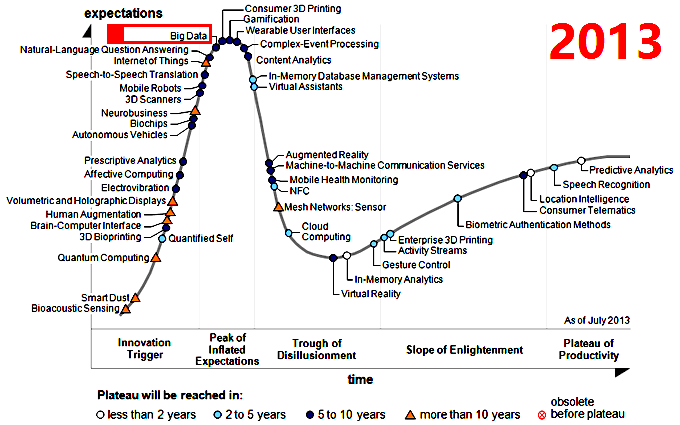 expectations
2013
Consumer 3D Printing
Gamification
Wearable User Interfaces
Big Data
Complex-Event Processing
Natural-Language Question Answering
Content Analytics
Internet of Things
Speech-to-Speech Translation
In-Memory Database Management Systems
Mobile Robots
Virtual Assistants
3D Scanners
Neurobusiness
Biochips
Autonomous Vehicles
Augmented Reality
Prescriptive Analytics
Machine-to-Machine Communication Services
Predictive Analytics
Affective Computing
Mobile Health Monitoring
Speech Recognition
Electrovibration
NFC
Volumetric and Holographic Displays
Location Intelligence
Mesh Networks: Sensor
Consumer Telematics
Human Augmentation
Brain-Computer Interface
Cloud
Computing
Biometric Authentication Methods
3D Bioprinting
Quantified Self
Enterprise 3D Printing
Activity Streams
Quantum Computing
Gesture Control
In-Memory Analytics
Smart Dust
Virtual Reality
Bioacoustic Sensing
As of July 2013
Innovation
Trigger
Peak of
Inflated
Expectations
Trough of
Disillusionment
Slope of Enlightenment
Plateau of
Productivity
time
Plateau will be reached in:
less than 2 years
2 to 5 years
5 to 10 years
more than 10 years
obsolete
before plateau